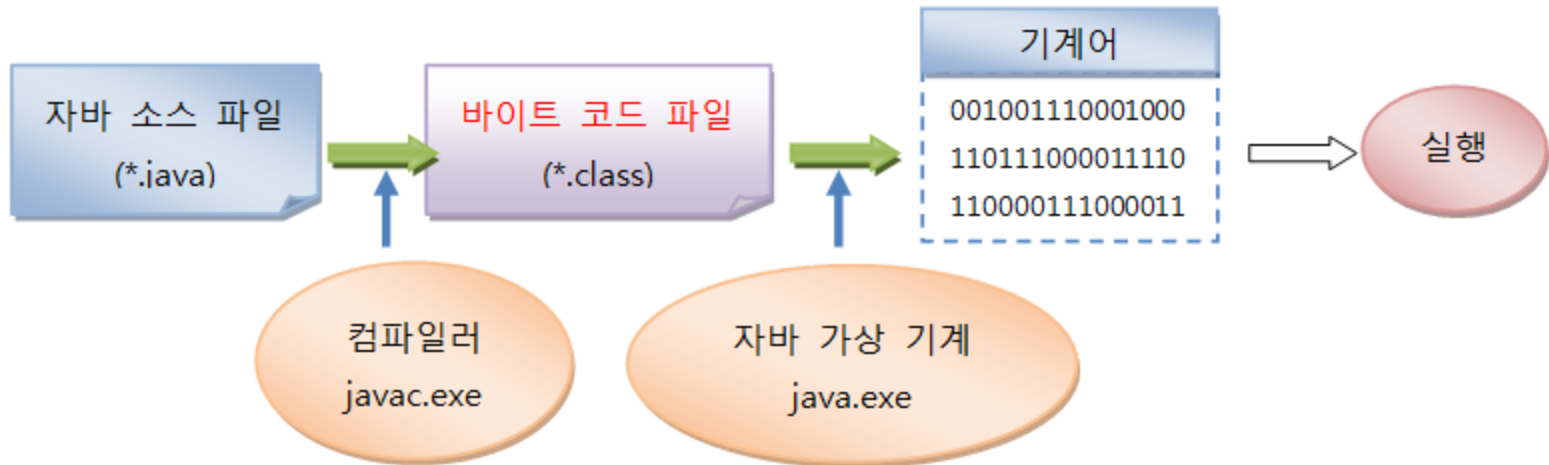 자바 소스 파일
(*.java)
바이트 코드 파일
(*.class)
기계어
001001110001000
110111000011110
110000111000011
실행
컴파일러
javac.exe
자바 가상 기계
java.exe